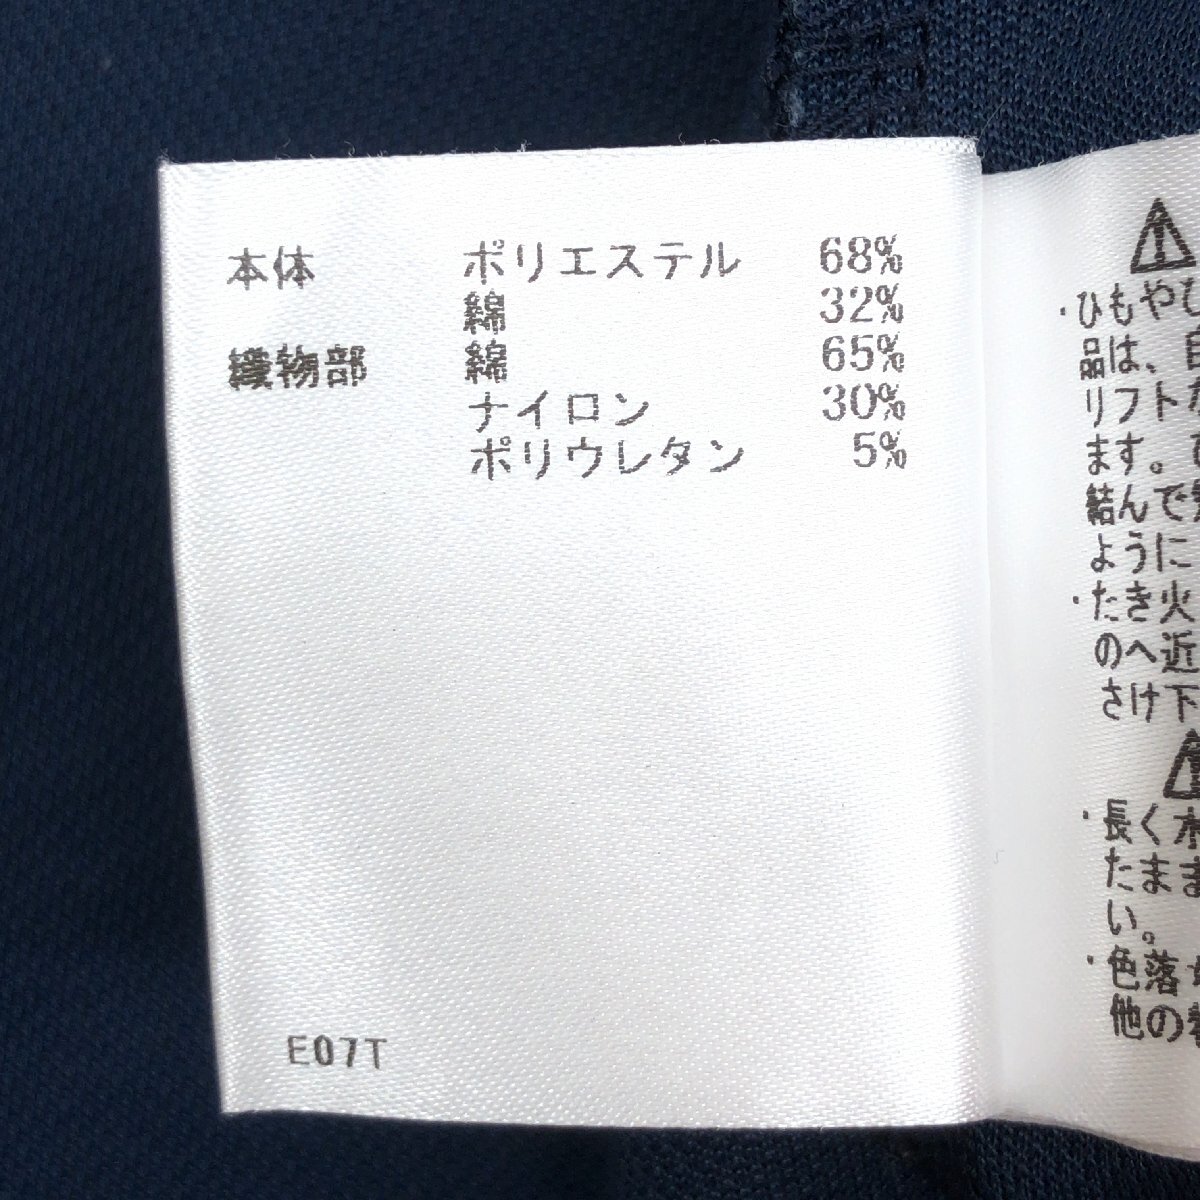 本体 ポリエステル 68%
綿 32%
織物部 綿 65%
ナイロン 30%
ポリウレタン 5%
E07T
・ひもやひ
品は、自
リフトな
ます。
結んで
ように
・たき火
のへ近
さけ下
・長く水
たまま
い。
・色落
他の